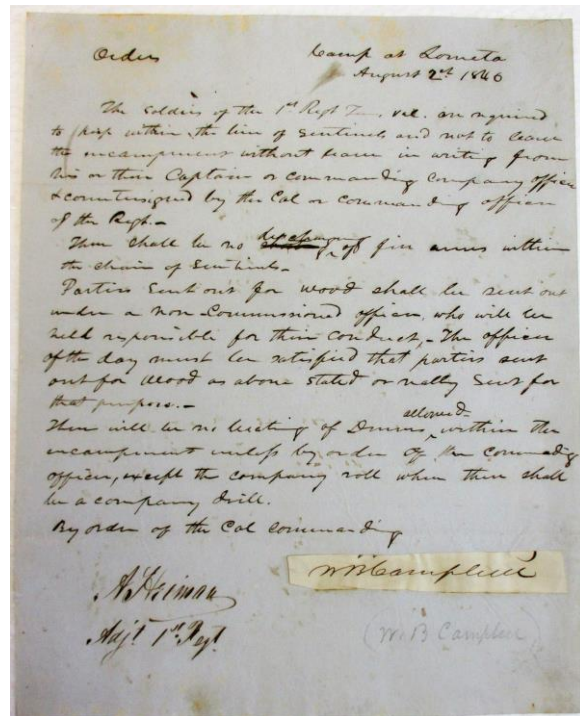 Orders
Camp at Lometa
August 2nd 1846
The Soldiers of the 1st Regt Ten. vol. are required
to keep within the line of Sentinels and not to leave
the encampment without leave in writing from
his or their Captain or commanding company officer
& countersigned by the Col or commanding officer
of the Regt.-
There shall be no discharge of fire arms within
the chain of Sentinels-
Parties Sent out for wood shall be sent out
under a non-Commissioned officer, who will be
held responsible for their conduct,- The officer
of the day must be satisfied that parties sent
out for Wood as above stated or really Sent for
that purpose.-
There will be no beating of Drums allowed within the
encampment unless by order of the commadig
officer, except the company roll when there shall
be a company drill.
By order of the Col commanding
WB Campbell
A. Heiman
Adjt 1st Regt
(W. B Campbell)